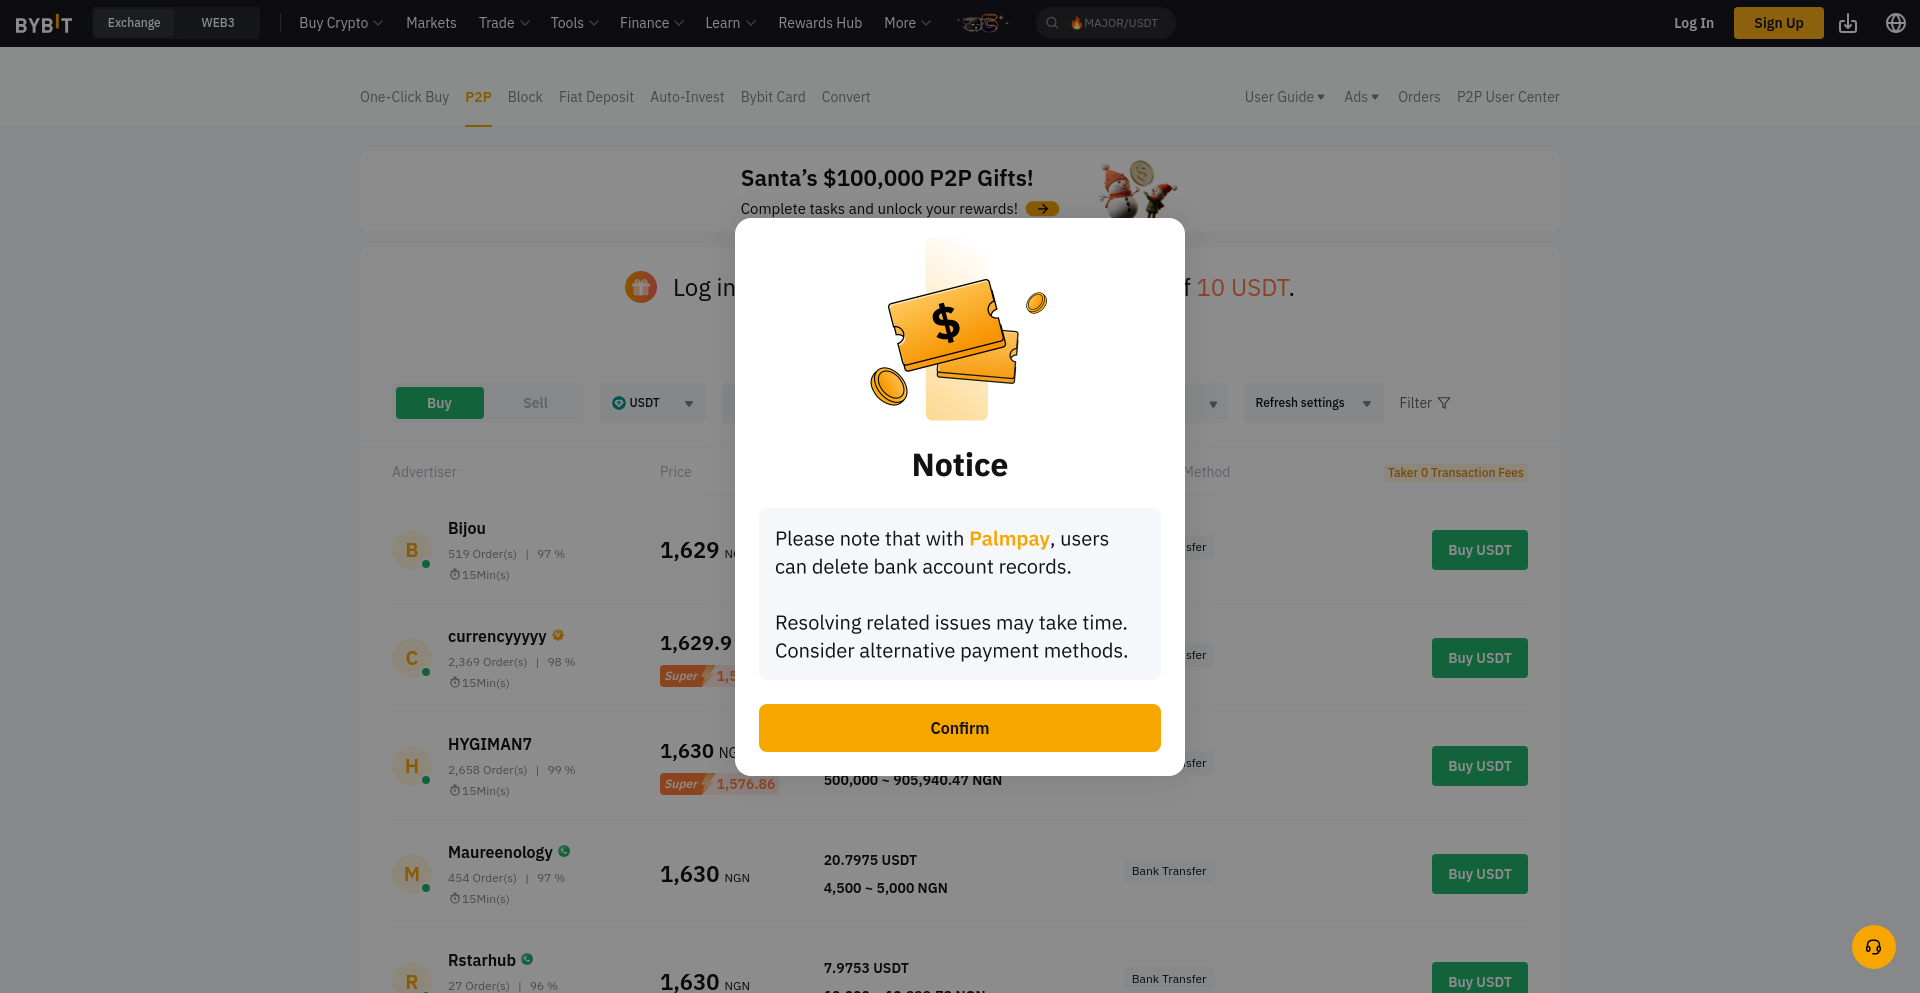 BYBIT
Exchange
WEB3
Buy Crypto
Markets
Trade
Tools
Finance
Learn
Rewards Hub
More
MAJOR/USDT
Log In
Sign Up
One-Click Buy
P2P
Block
Fiat Deposit
Auto-Invest
Bybit Card
Convert
User Guide
Ads
Orders
P2P User Center
Santa’s $100,000 P2P Gifts!
Complete tasks and unlock your rewards!
Log in
10 USDT.
Buy
Sell
USDT
Refresh settings
Filter
Advertiser
Price
Method
Taker 0 Transaction Fees
Notice
Please note that with Palmpay, users
can delete bank account records.
Resolving related issues may take time.
Consider alternative payment methods.
Confirm
B
Bijou
519 Order(s) | 97 %
15Min(s)
1,629
Buy USDT
C
currencyyyyy
2,369 Order(s) | 98 %
15Min(s)
1,629.9
Super
Buy USDT
H
HYGIMAN7
2,658 Order(s) | 99 %
15Min(s)
1,630
Super 1,576.86
500,000 ~ 905,940.47 NGN
Buy USDT
M
Maureenology
454 Order(s) | 97 %
15Min(s)
1,630 NGN
20.7975 USDT
4,500 ~ 5,000 NGN
Bank Transfer
Buy USDT
R
Rstarhub
27 Order(s) | 96 %
1,630 NGN
7.9753 USDT
Bank Transfer
Buy USDT